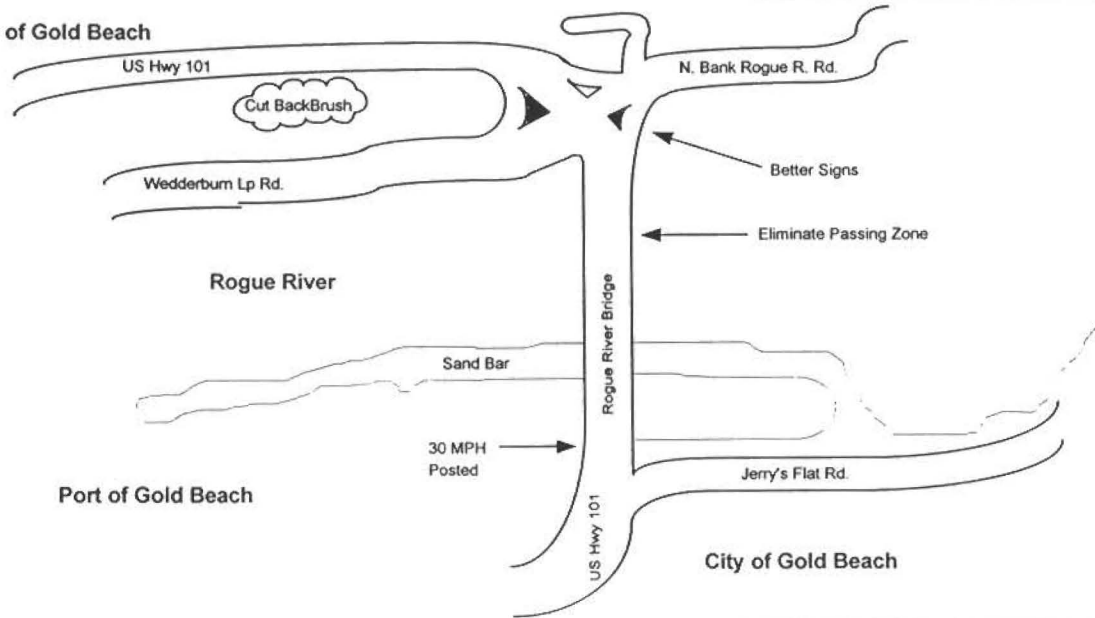 of Gold Beach
US Hwy 101
N. Bank Rogue R. Rd.
Cut BackBrush
Better Signs
Wedderburn Lp Rd.
Eliminate Passing Zone
Rogue River
Rogue River Bridge
Sand Bar
30 MPH
Posted
Jerry's Flat Rd.
Port of Gold Beach
US Hwy 101
City of Gold Beach